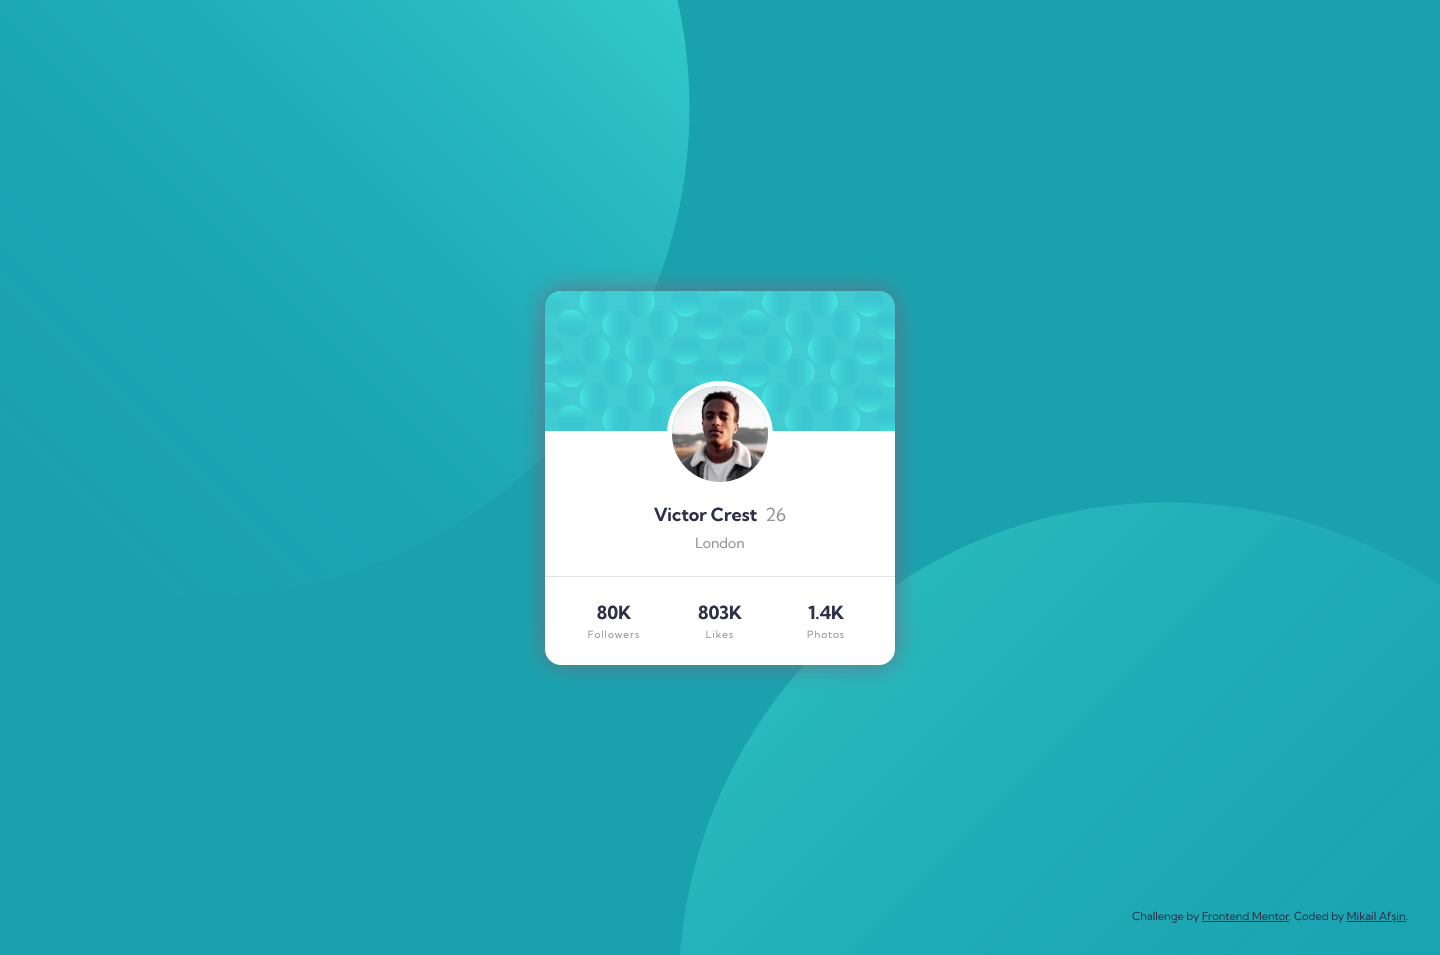 Victor Crest 26
London
80K 803K 1.4K
Followers Likes Photos
Challenge by Frontend Mentor. Coded by Mikail Afşin.